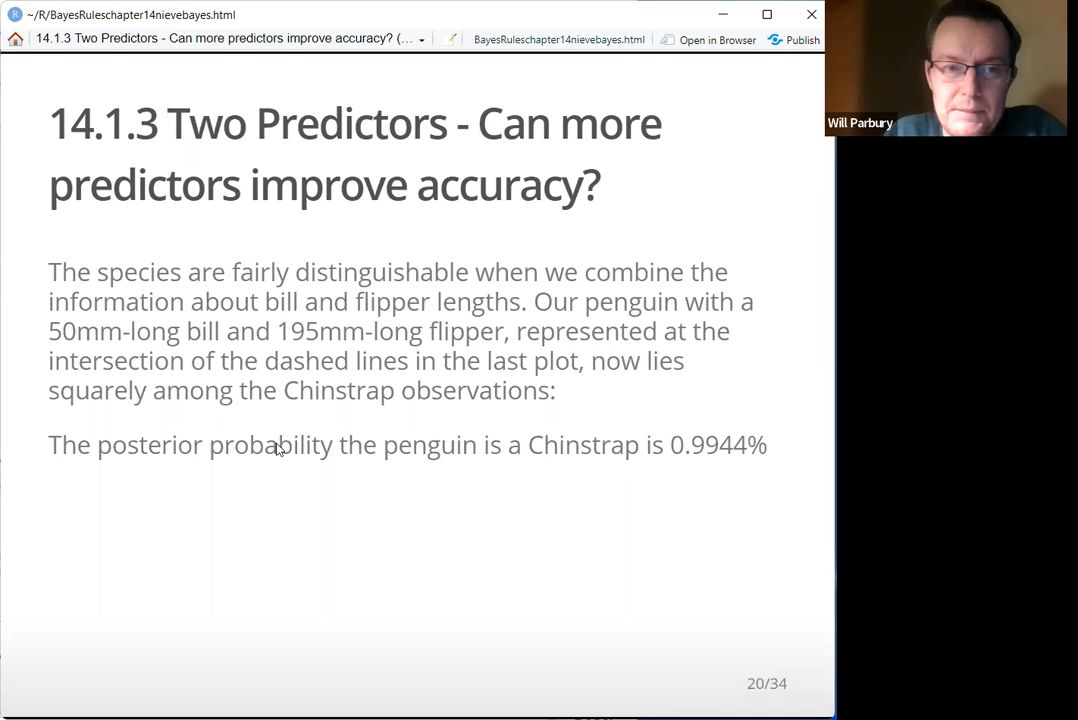 ~/R/BayesRuleschapter14nievebayes.html
14.1.3 Two Predictors - Can more predictors improve accuracy? (...
BayesRuleschapter14nievebayes.html
Open in Browser
Publish
Will Parbury
14.1.3 Two Predictors - Can more
predictors improve accuracy?
The species are fairly distinguishable when we combine the
information about bill and flipper lengths. Our penguin with a
50mm-long bill and 195mm-long flipper, represented at the
intersection of the dashed lines in the last plot, now lies
squarely among the Chinstrap observations:
The posterior probability the penguin is a Chinstrap is 0.9944%
20/34